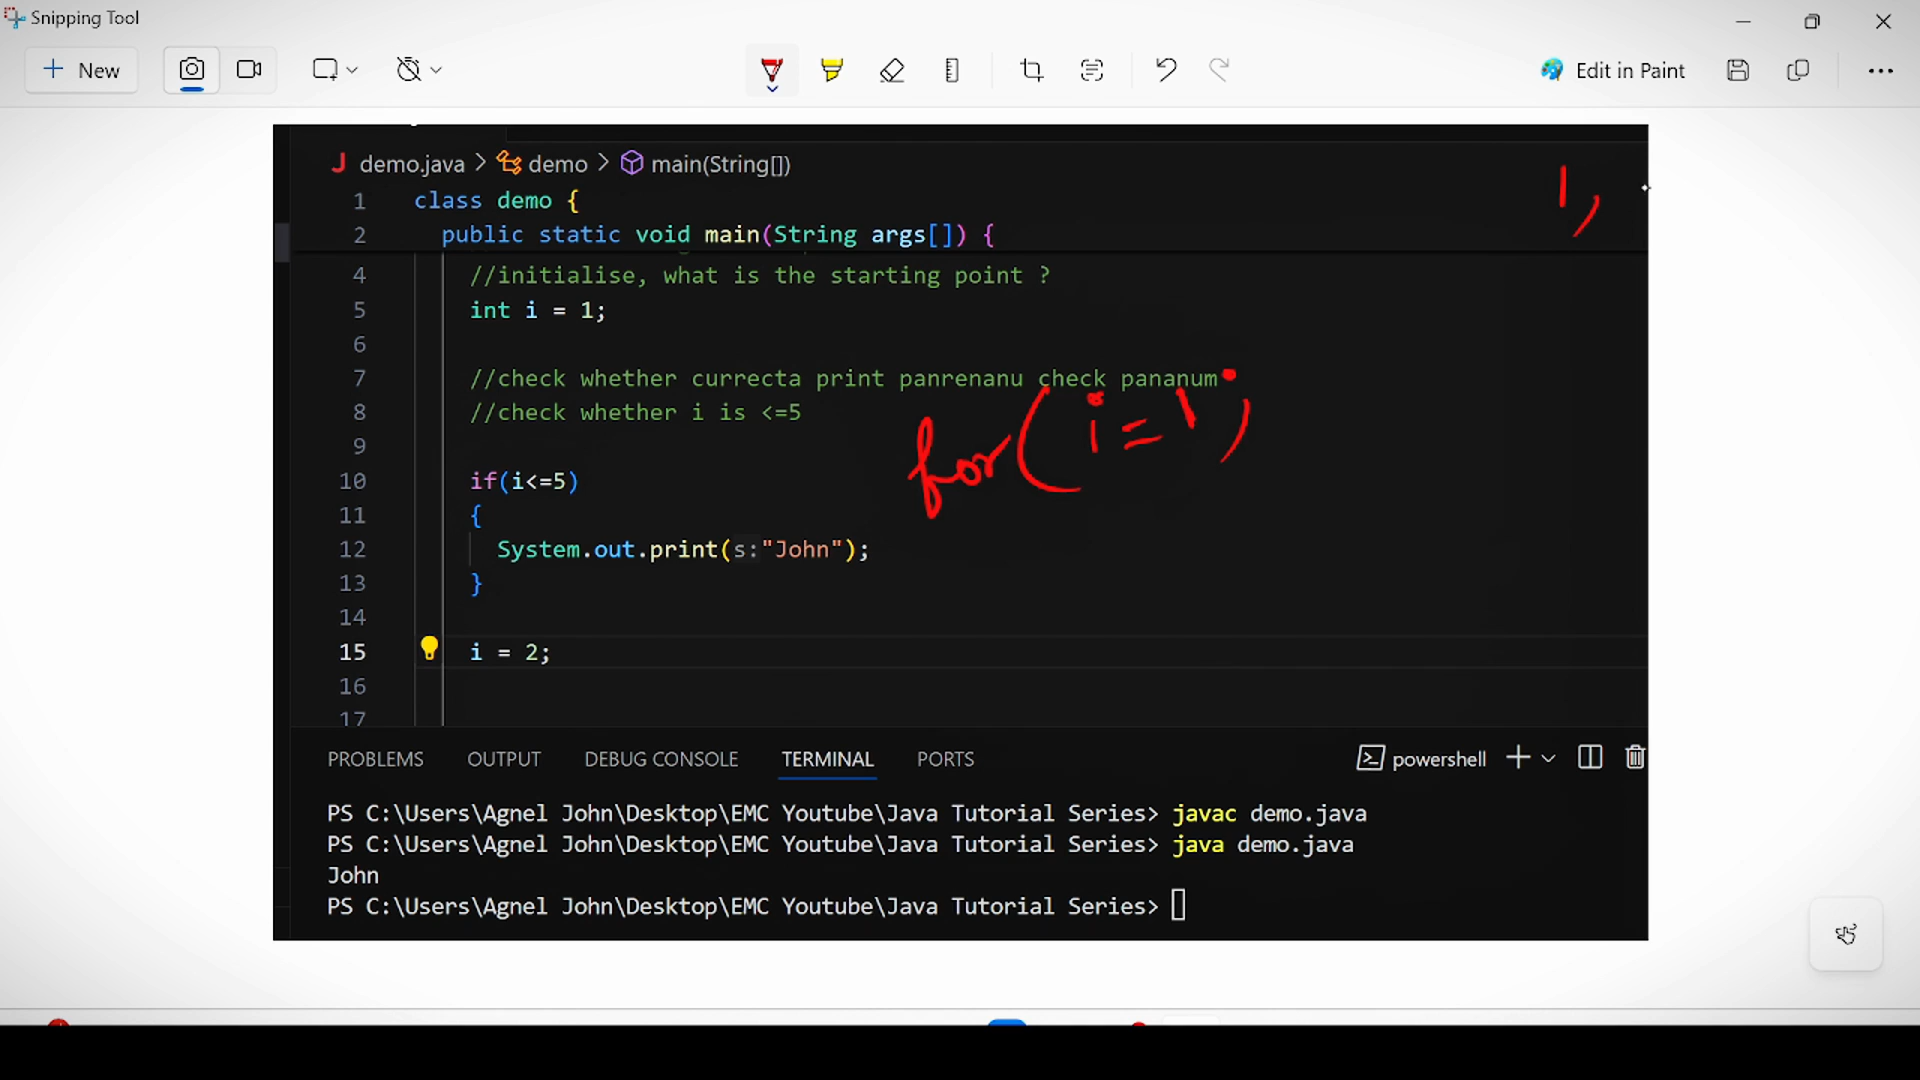 Snipping Tool
New
Edit in Paint
demo.java > demo > main(String[])
1 class demo {
2 public static void main(String args[]) {
1,
4 //initialise, what is the starting point ?
5 int i = 1;
6
7 //check whether currecta print panrenanu check pananum
8 //check whether i is <=5
for( i=1;
9
10 if(i<=5)
11 {
12 System.out.print(s:"John");
13 }
14
15 i = 2;
16
17
PROBLEMS OUTPUT DEBUG CONSOLE TERMINAL PORTS powershell
PS C:\Users\Agnel John\Desktop\EMC Youtube\Java Tutorial Series> javac demo.java
PS C:\Users\Agnel John\Desktop\EMC Youtube\Java Tutorial Series> java demo.java
John
PS C:\Users\Agnel John\Desktop\EMC Youtube\Java Tutorial Series>